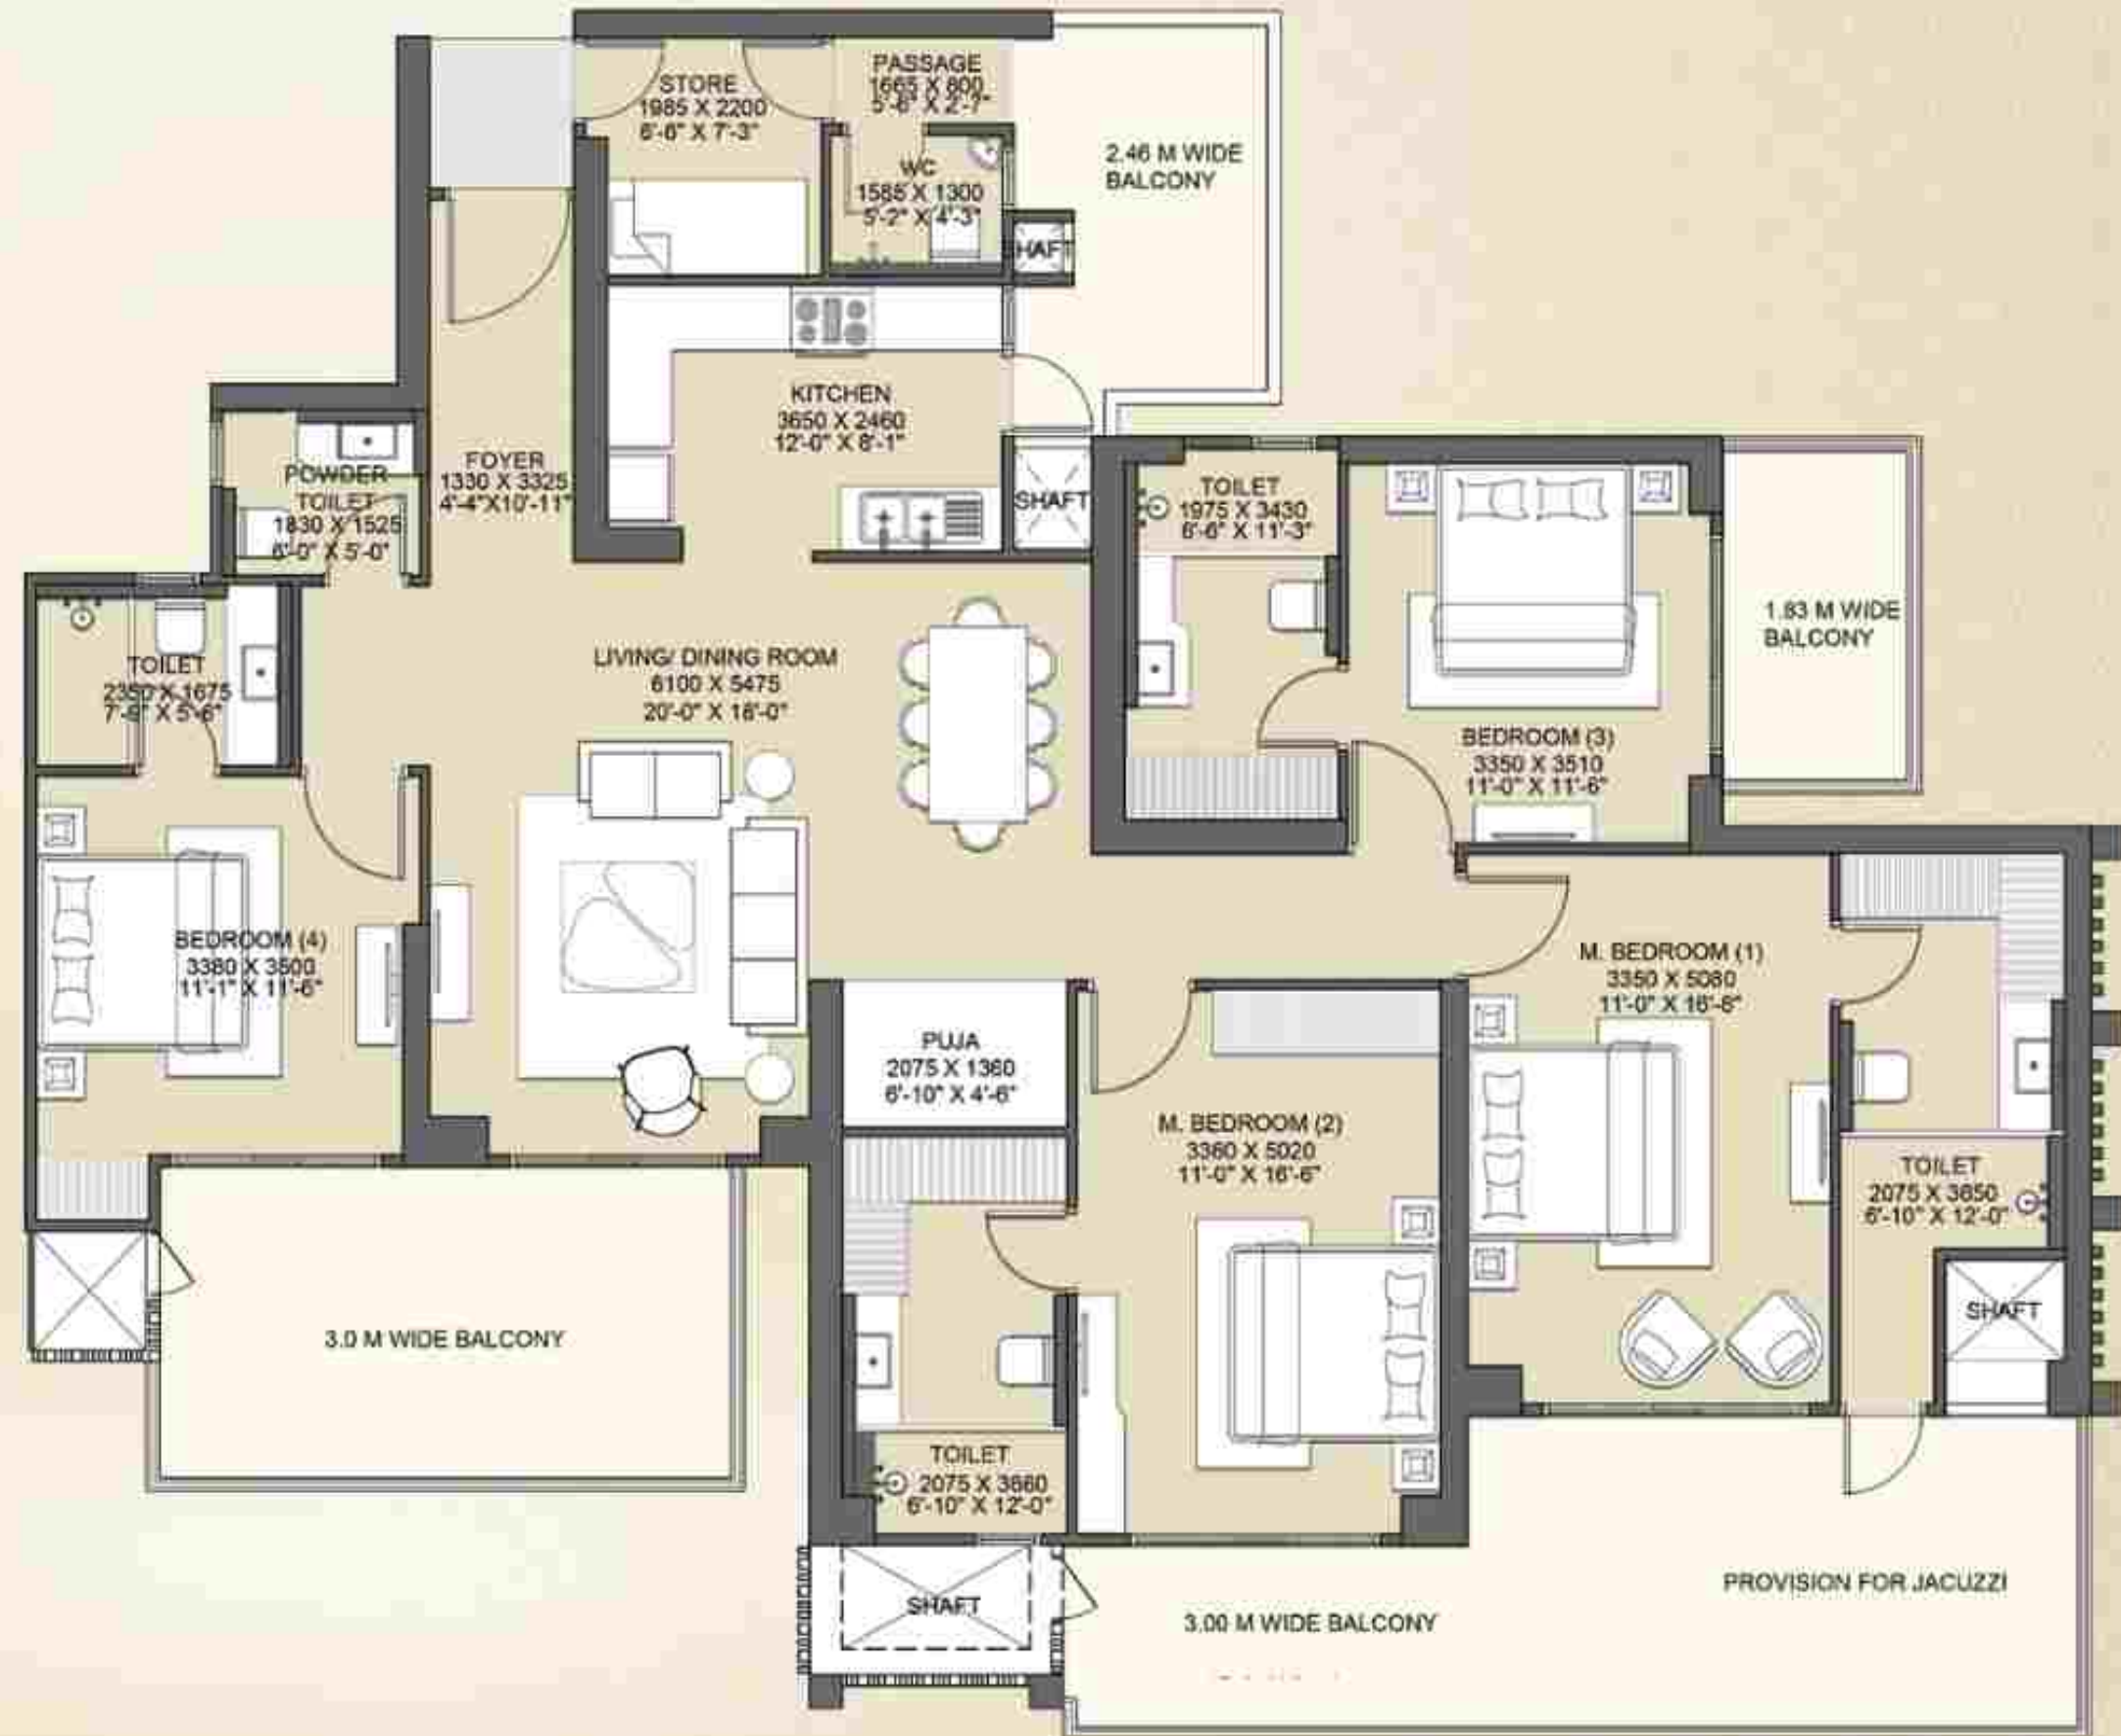 PASSAGE
1665 X 800
5'-6" X 2'-7"
STORE
1985 X 2200
6'-6" X 7'-3"
2.46 M WIDE
BALCONY
WC
1585 X 1300
5'-2" X 4'-3"
HAFT
KITCHEN
3650 X 2460
12'-0" X 8'-1"
FOYER
1330 X 3325
4'-4"X10'-11"
POWDER
TOILET
1830 X 1525
6'-0" X 5'-0"
SHAFT
TOILET
1975 X 3430
6'-6" X 11'-3"
1.83 M WIDE
BALCONY
LIVING/ DINING ROOM
6100 X 5475
20'-0" X 18'-0"
TOILET
2350 X 1675
7'-9" X 5'-6"
BEDROOM (3)
3350 X 3510
11'-0" X 11'-6"
BEDROOM (4)
3380 X 3500
11'-1" X 11'-6"
M. BEDROOM (1)
3350 X 5080
11'-0" X 16'-8"
PUJA
2075 X 1360
6'-10" X 4'-6"
M. BEDROOM (2)
3360 X 5020
11'-0" X 16'-6"
TOILET
2075 X 3650
6'-10" X 12'-0"
SHAFT
3.0 M WIDE BALCONY
TOILET
2075 X 3660
6'-10" X 12'-0"
SHAFT
PROVISION FOR JACUZZI
3.00 M WIDE BALCONY